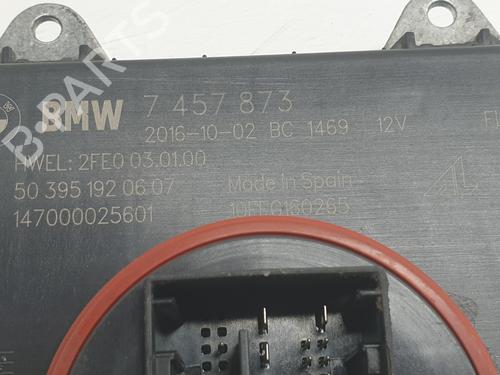 BMW 7 457 873
2016-10-02 BC 1469 12V
HWEL: 2FE0 03.01.00
50 395 192 06 07 Made in Spain
147000025601 10FFG160265